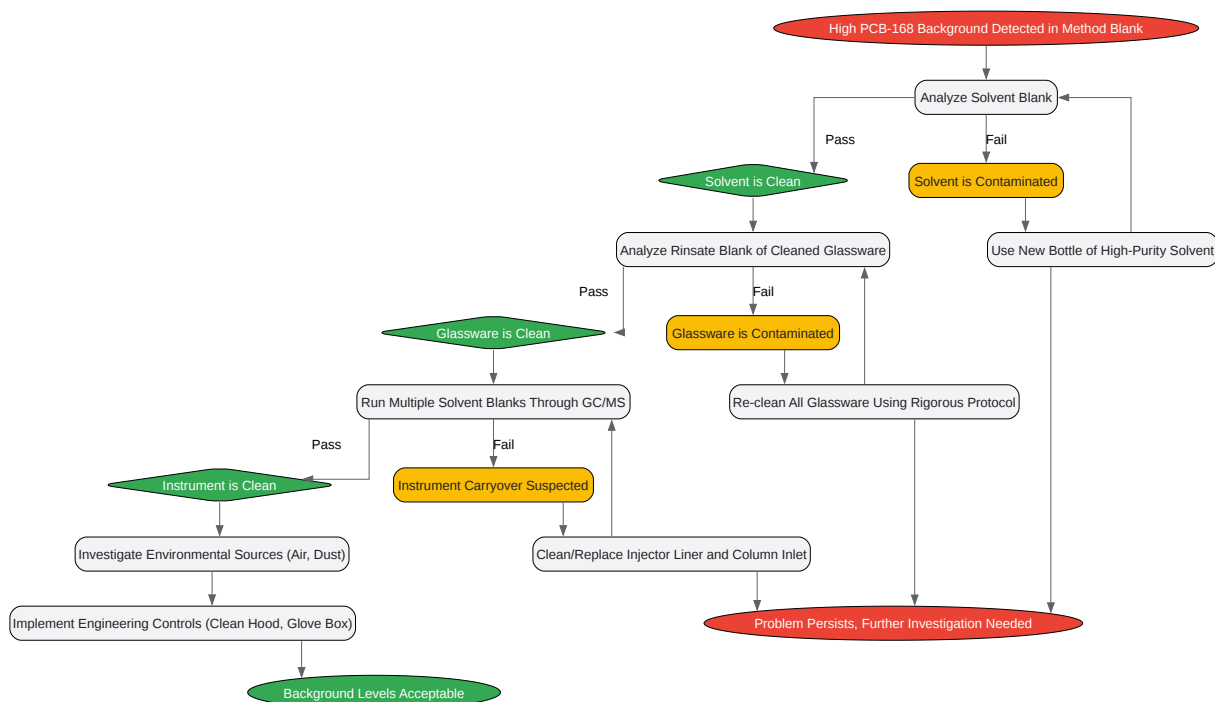 High PCB-168 Background Detected in Method Blank
Analyze Solvent Blank
Pass
Fail
Solvent is Clean
Solvent is Contaminated
Analyze Rinsate Blank of Cleaned Glassware
Use New Bottle of High-Purity Solvent
Pass
Fail
Glassware is Clean
Glassware is Contaminated
Run Multiple Solvent Blanks Through GC/MS
Re-clean All Glassware Using Rigorous Protocol
Pass
Fail
Instrument is Clean
Instrument Carryover Suspected
Investigate Environmental Sources (Air, Dust)
Clean/Replace Injector Liner and Column Inlet
Implement Engineering Controls (Clean Hood, Glove Box)
Problem Persists, Further Investigation Needed
Background Levels Acceptable